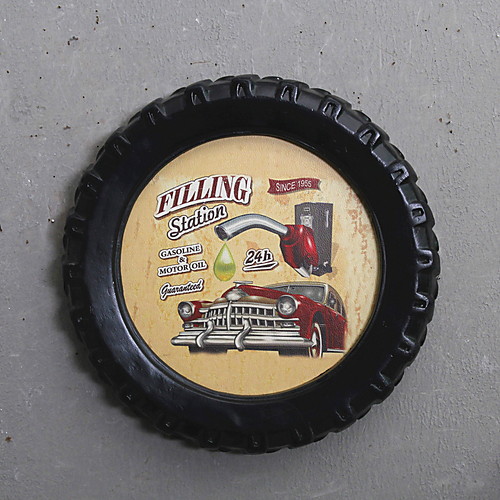 FILLING
Station
SINCE 1955
GASOLINE
&
MOTOR OIL
24h
Guaranteed